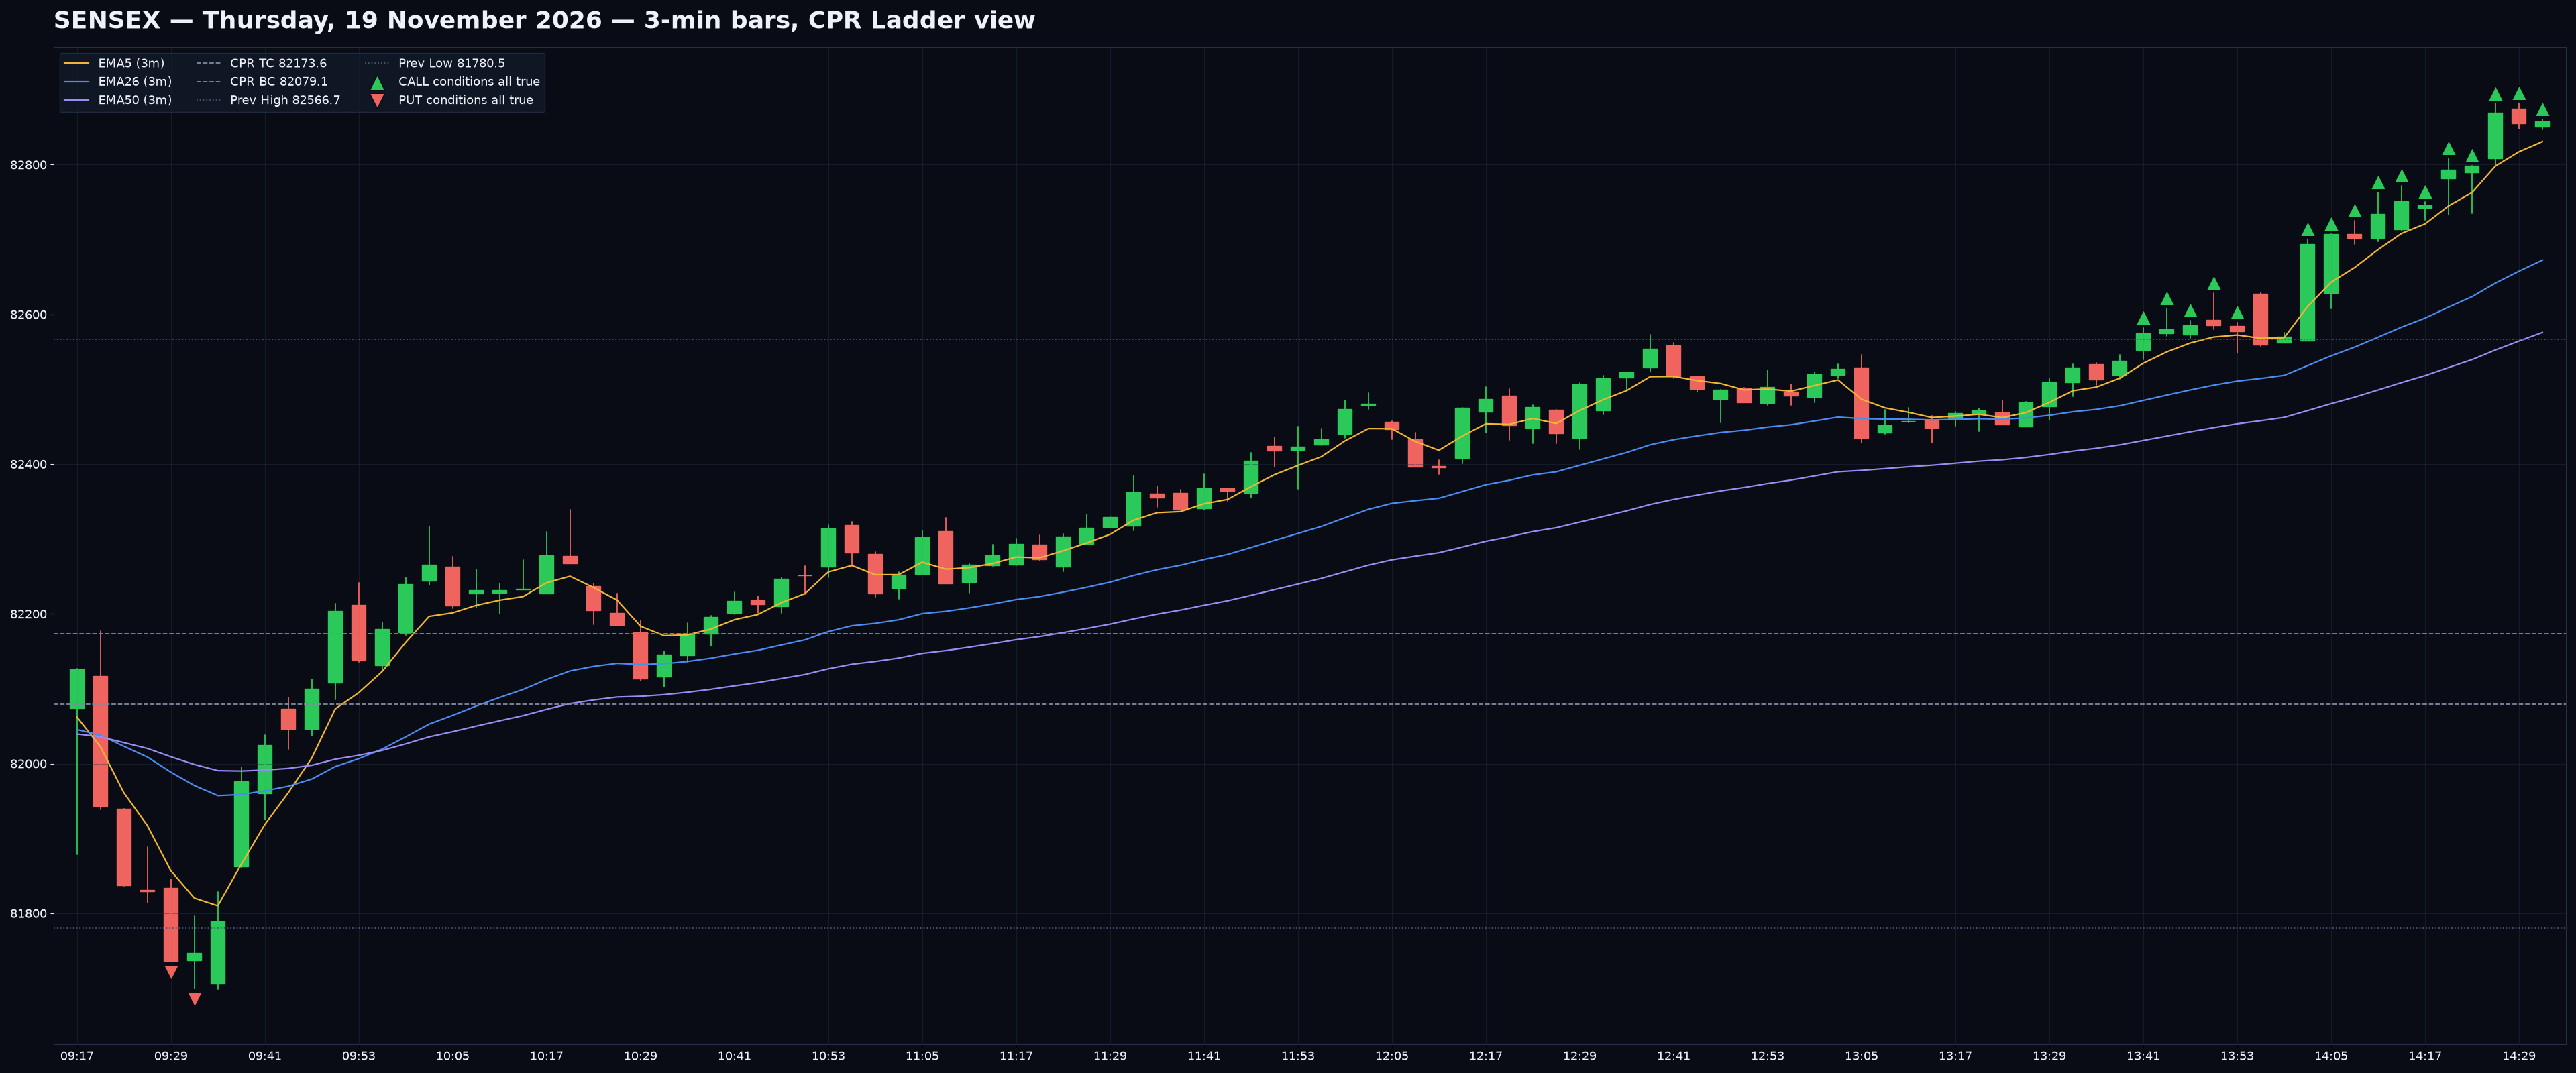 SENSEX — Thursday, 19 November 2026 — 3-min bars, CPR Ladder view
EMA5 (3m)
EMA26 (3m)
EMA50 (3m)
CPR TC 82173.6
CPR BC 82079.1
Prev High 82566.7
Prev Low 81780.5
CALL conditions all true
PUT conditions all true
82800
82600
82400
82200
82000
81800
09:17 09:29 09:41 09:53 10:05 10:17 10:29 10:41 10:53 11:05 11:17 11:29 11:41 11:53 12:05 12:17 12:29 12:41 12:53 13:05 13:17 13:29 13:41 13:53 14:05 14:17 14:29